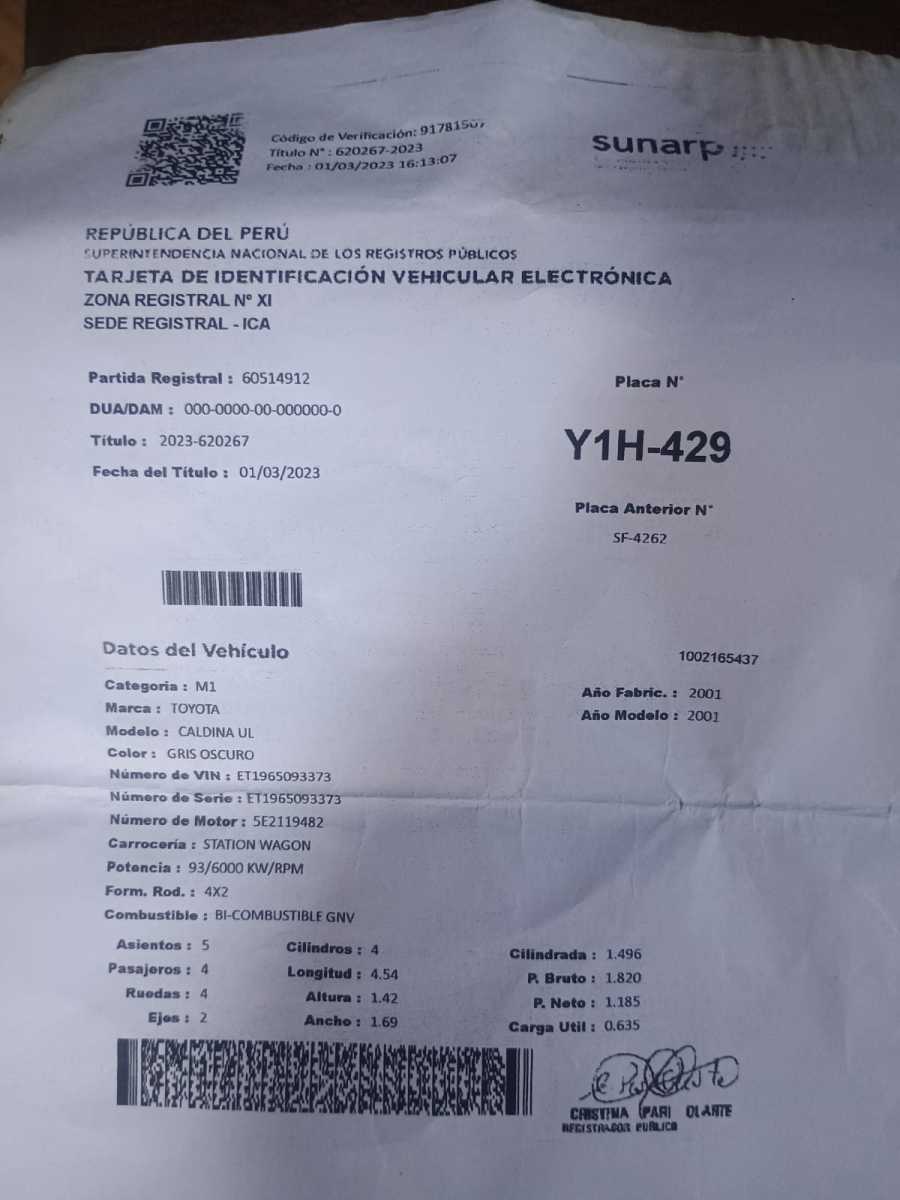 Código de Verificación: 91781507
Título N° : 620267-2023
Fecha : 01/03/2023 16:13:07
sunarp
REPÚBLICA DEL PERÚ
SUPERINTENDENCIA NACIONAL DE LOS REGISTROS PÚBLICOS
TARJETA DE IDENTIFICACIÓN VEHICULAR ELECTRÓNICA
ZONA REGISTRAL Nº XI
SEDE REGISTRAL - ICA
Partida Registral : 60514912
DUA/DAM : 000-0000-00-000000-0
Título : 2023-620267
Fecha del Título : 01/03/2023
Placa N°
Y1H-429
Placa Anterior N°
SF-4262
Datos del Vehículo
1002165437
Categoria : M1
Marca : TOYOTA
Modelo : CALDINA UL
Color : GRIS OSCURO
Número de VIN : ET1965093373
Número de Serie : ET1965093373
Número de Motor : 5E2119482
Carrocería : STATION WAGON
Potencia : 93/6000 KW/RPM
Form. Rod. : 4X2
Combustible : BI-COMBUSTIBLE GNV
Año Fabric. : 2001
Año Modelo : 2001
Asientos : 5
Pasajeros : 4
Ruedas : 4
Ejes : 2
Cilindros : 4
Longitud : 4.54
Altura : 1.42
Ancho : 1.69
Cilindrada : 1.496
P. Bruto : 1.820
P. Neto : 1.185
Carga Util : 0.635
CRISTINA PARI OLARTE
REGISTRADOR PUBLICO